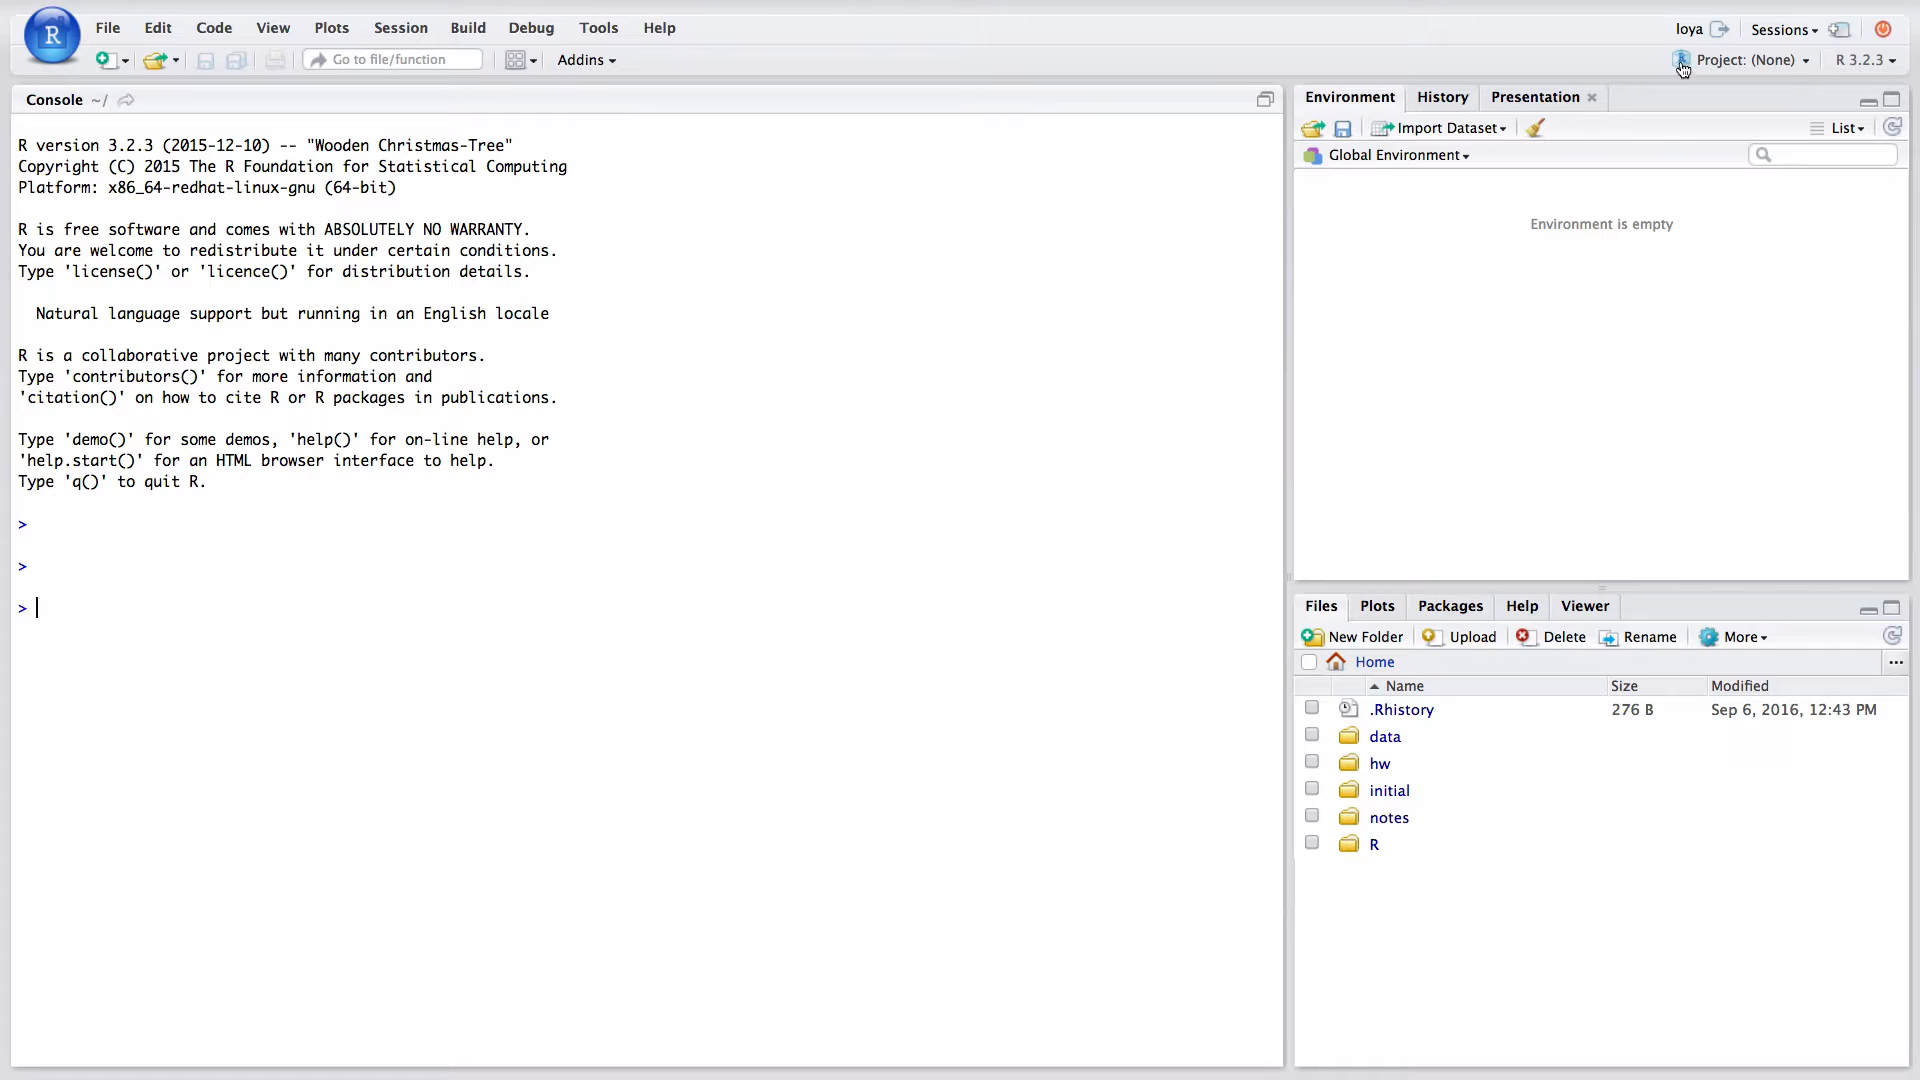 R File Edit Code View Plots Session Build Debug Tools Help loya Sessions
Go to file/function Addins Project: (None) R 3.2.3
Console ~/
R version 3.2.3 (2015-12-10) -- "Wooden Christmas-Tree"
Copyright (C) 2015 The R Foundation for Statistical Computing
Platform: x86_64-redhat-linux-gnu (64-bit)
R is free software and comes with ABSOLUTELY NO WARRANTY.
You are welcome to redistribute it under certain conditions.
Type 'license()' or 'licence()' for distribution details.
Natural language support but running in an English locale
R is a collaborative project with many contributors.
Type 'contributors()' for more information and
'citation()' on how to cite R or R packages in publications.
Type 'demo()' for some demos, 'help()' for on-line help, or
'help.start()' for an HTML browser interface to help.
Type 'q()' to quit R.
>
>
>
Environment History Presentation
Import Dataset List
Global Environment
Environment is empty
Files Plots Packages Help Viewer
New Folder Upload Delete Rename More
Home ...
Name Size Modified
.Rhistory 276 B Sep 6, 2016, 12:43 PM
data
hw
initial
notes
R